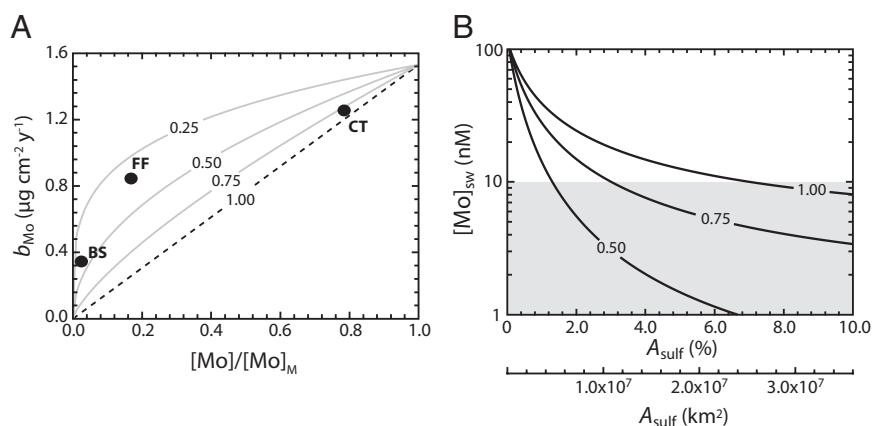 A
1.6
1.2
0.8
0.4
0.0
b_Mo (μg cm⁻² y⁻¹)
0.25
0.50
0.75
1.00
FF
BS
CT
0.0 0.2 0.4 0.6 0.8 1.0
[Mo]/[Mo]_M
B
100
10
1
[Mo]_sw (nM)
1.00
0.75
0.50
0 2.0 4.0 6.0 8.0 10.0
A_sulf (%)
1.0x10⁷ 2.0x10⁷ 3.0x10⁷
A_sulf (km²)